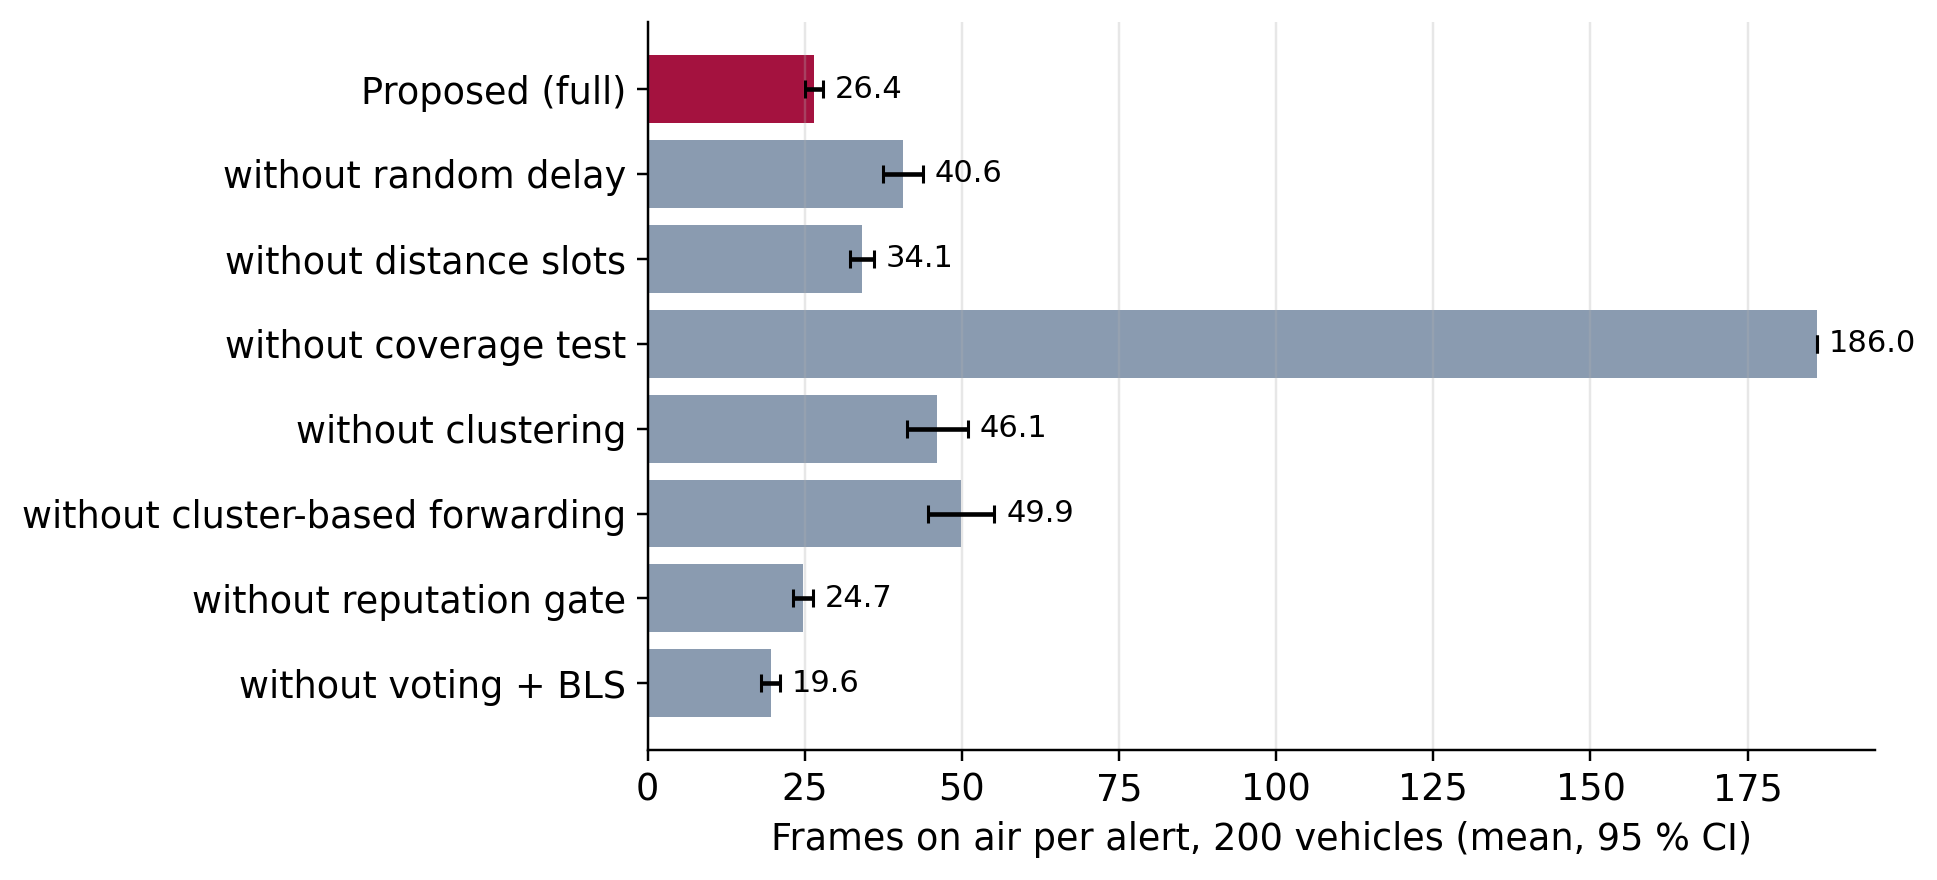 Proposed (full) 26.4
without random delay 40.6
without distance slots 34.1
without coverage test 186.0
without clustering 46.1
without cluster-based forwarding 49.9
without reputation gate 24.7
without voting + BLS 19.6
0 25 50 75 100 125 150 175
Frames on air per alert, 200 vehicles (mean, 95 % CI)